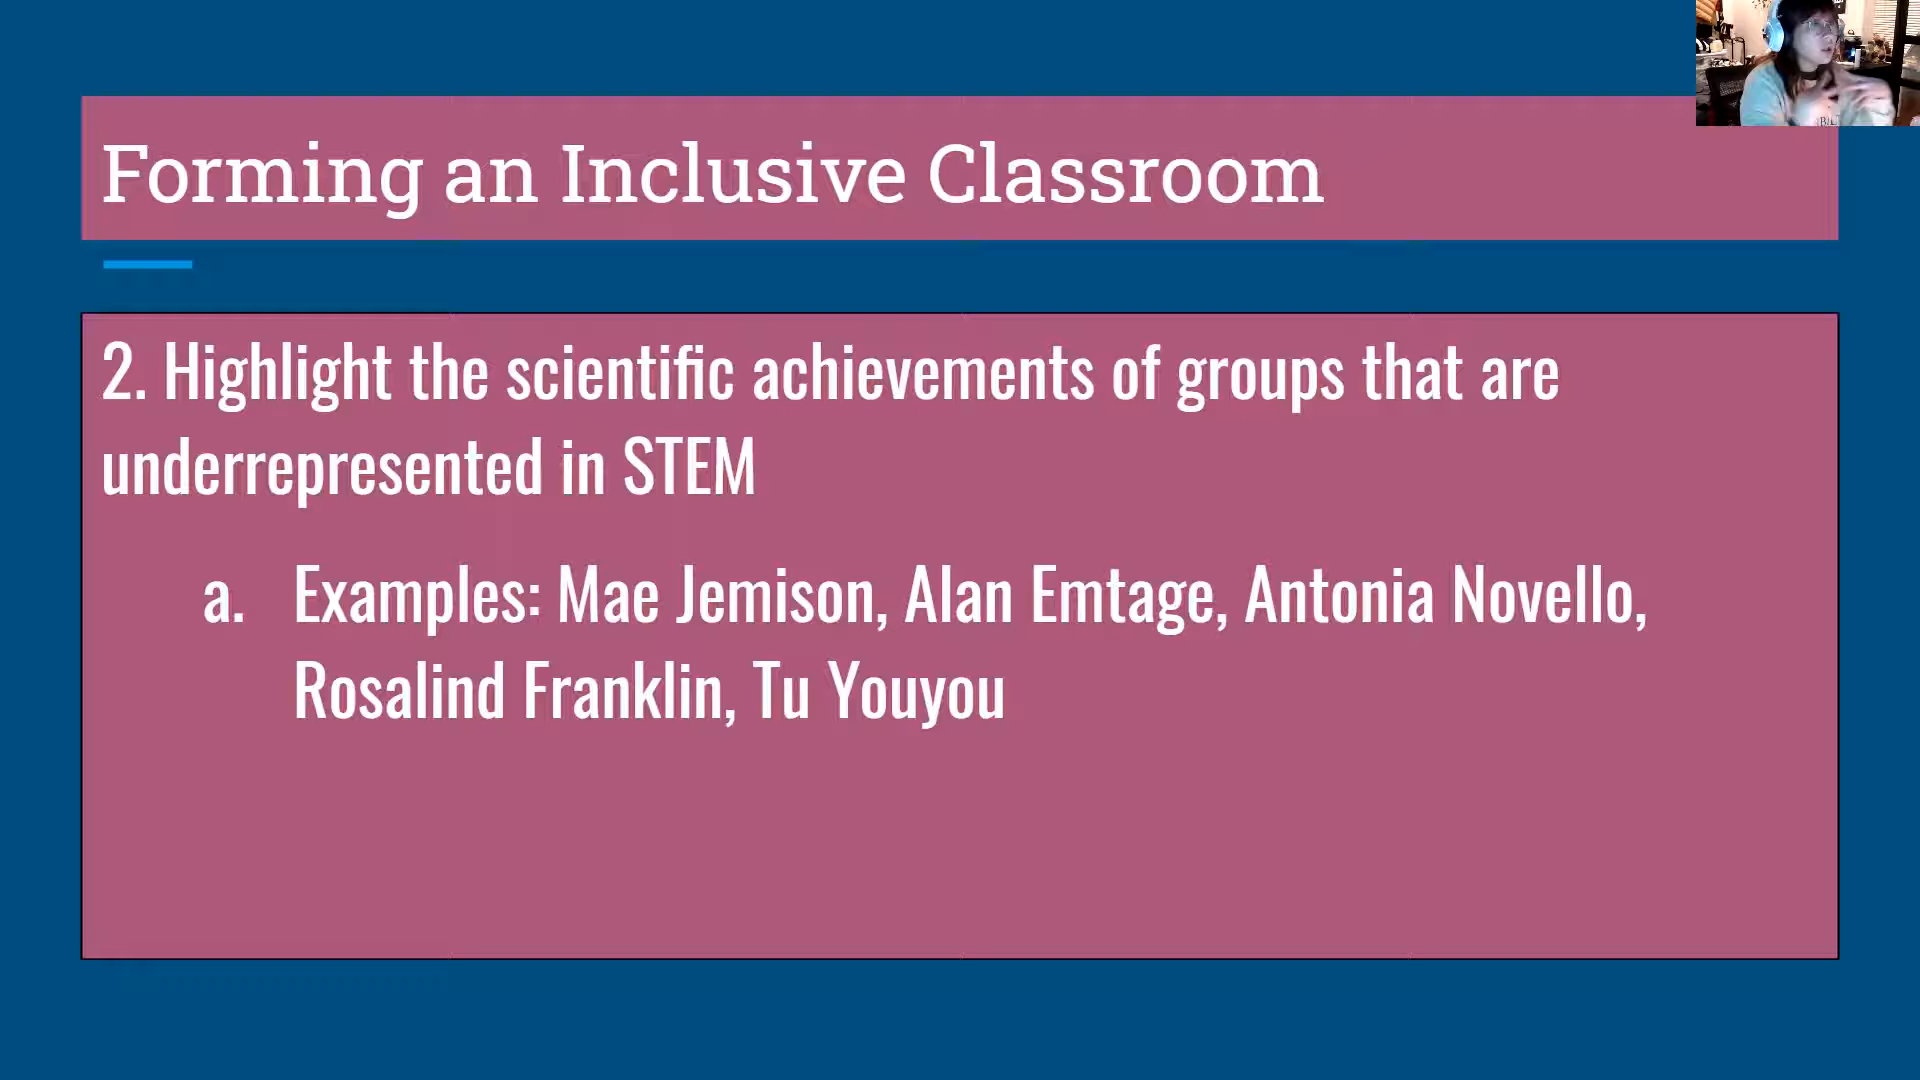 Forming an Inclusive Classroom
2. Highlight the scientific achievements of groups that are
underrepresented in STEM
a. Examples: Mae Jemison, Alan Emtage, Antonia Novello,
Rosalind Franklin, Tu Youyou